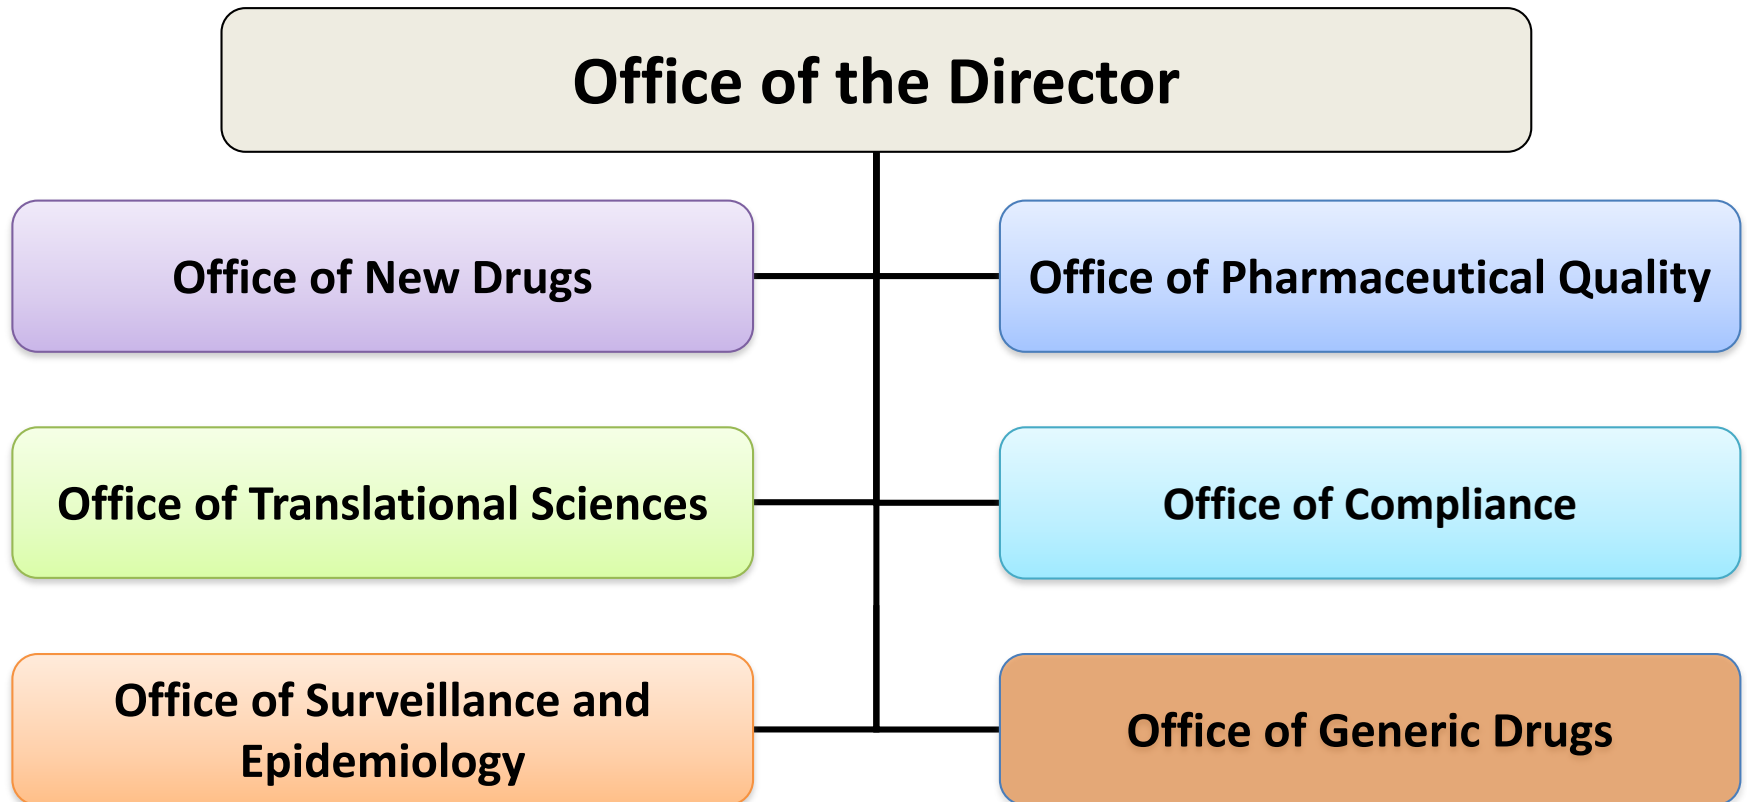 Office of the Director
Office of New Drugs
Office of Pharmaceutical Quality
Office of Translational Sciences
Office of Compliance
Office of Surveillance and
Epidemiology
Office of Generic Drugs